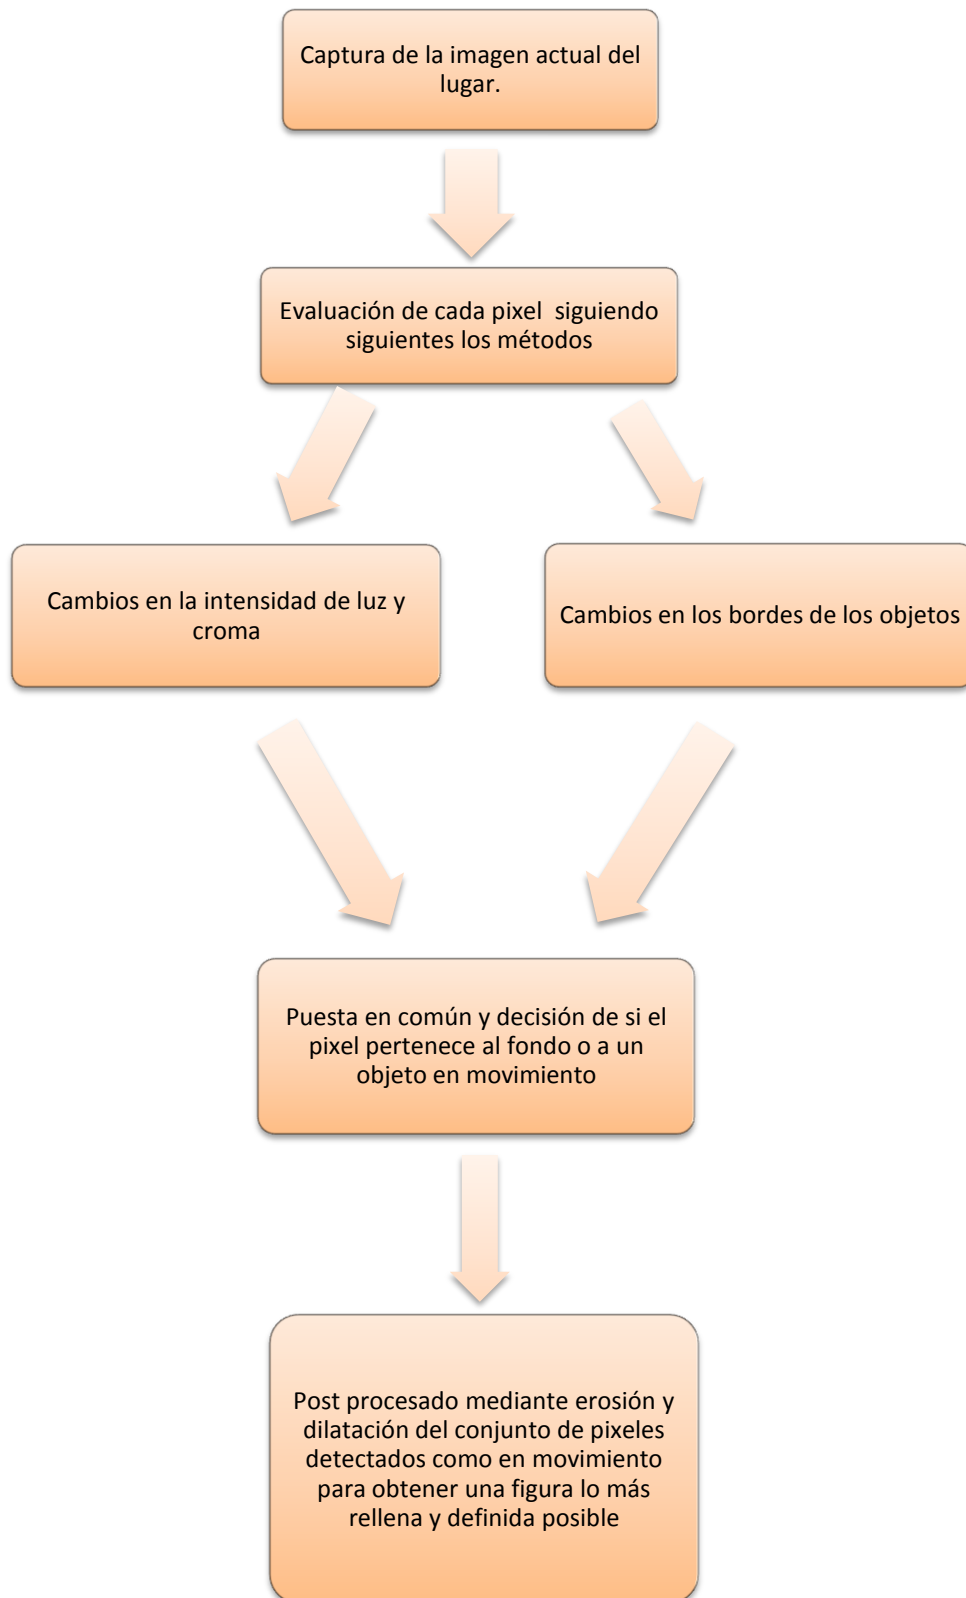 Captura de la imagen actual del
lugar.
Evaluación de cada pixel  siguiendo
siguientes los métodos
Cambios en la intensidad de luz y
croma
Cambios en los bordes de los objetos
Puesta en común y decisión de si el
pixel pertenece al fondo o a un
objeto en movimiento
Post procesado mediante erosión y
dilatación del conjunto de pixeles
detectados como en movimiento
para obtener una figura lo más
rellena y definida posible